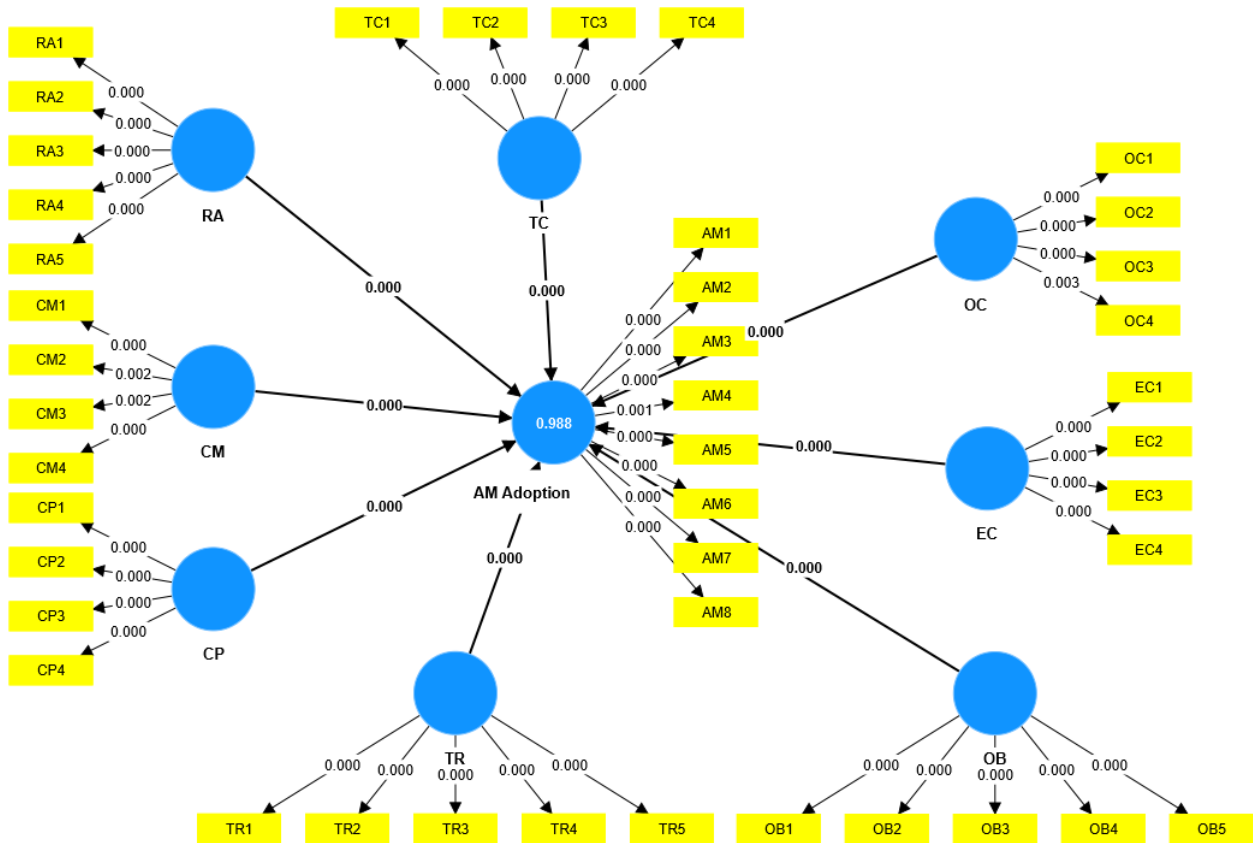 TC1
TC2
TC3
TC4
0.000
0.000
0.000
0.000
TC
0.000
RA1
RA2
RA3
RA4
RA5
0.000
0.000
0.000
0.000
0.000
RA
0.000
CM1
CM2
CM3
CM4
0.000
0.002
0.002
0.000
CM
0.000
CP1
CP2
CP3
CP4
0.000
0.000
0.000
0.000
CP
0.000
0.988
AM Adoption
AM1
AM2
AM3
AM4
AM5
AM6
AM7
AM8
0.000
0.000
0.000
0.001
0.000
0.000
0.000
0.000
OC1
OC2
OC3
OC4
0.000
0.000
0.000
0.003
OC
0.000
EC1
EC2
EC3
EC4
0.000
0.000
0.000
0.000
EC
0.000
0.000
TR
0.000
0.000
0.000
0.000
0.000
TR1
TR2
TR3
TR4
TR5
0.000
OB
0.000
0.000
0.000
0.000
0.000
OB1
OB2
OB3
OB4
OB5